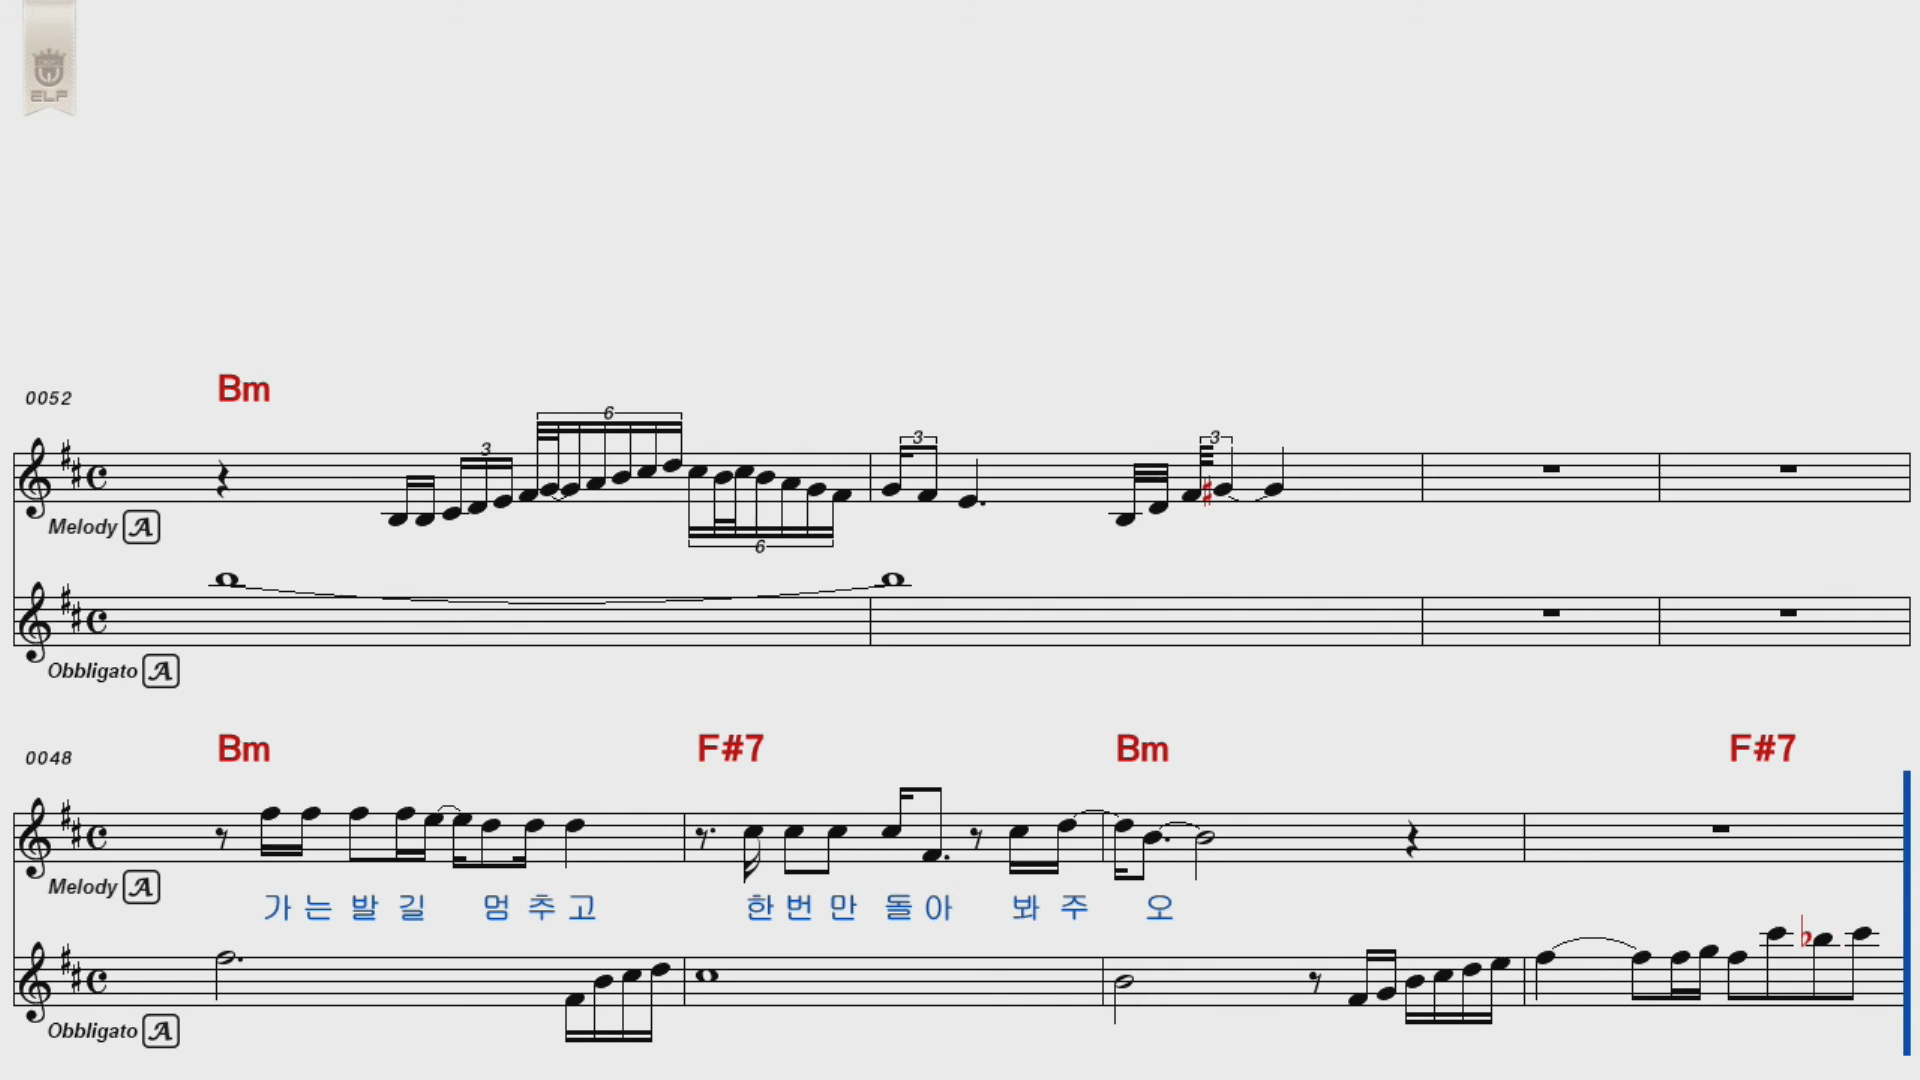 ELF
0052 Bm
6
3
3
3
6
Melody A
Obbligato A
0048 Bm F#7 Bm F#7
Melody A
가 는 발 길 멈 추 고 한 번 만 돌 아 봐 주 오
Obbligato A